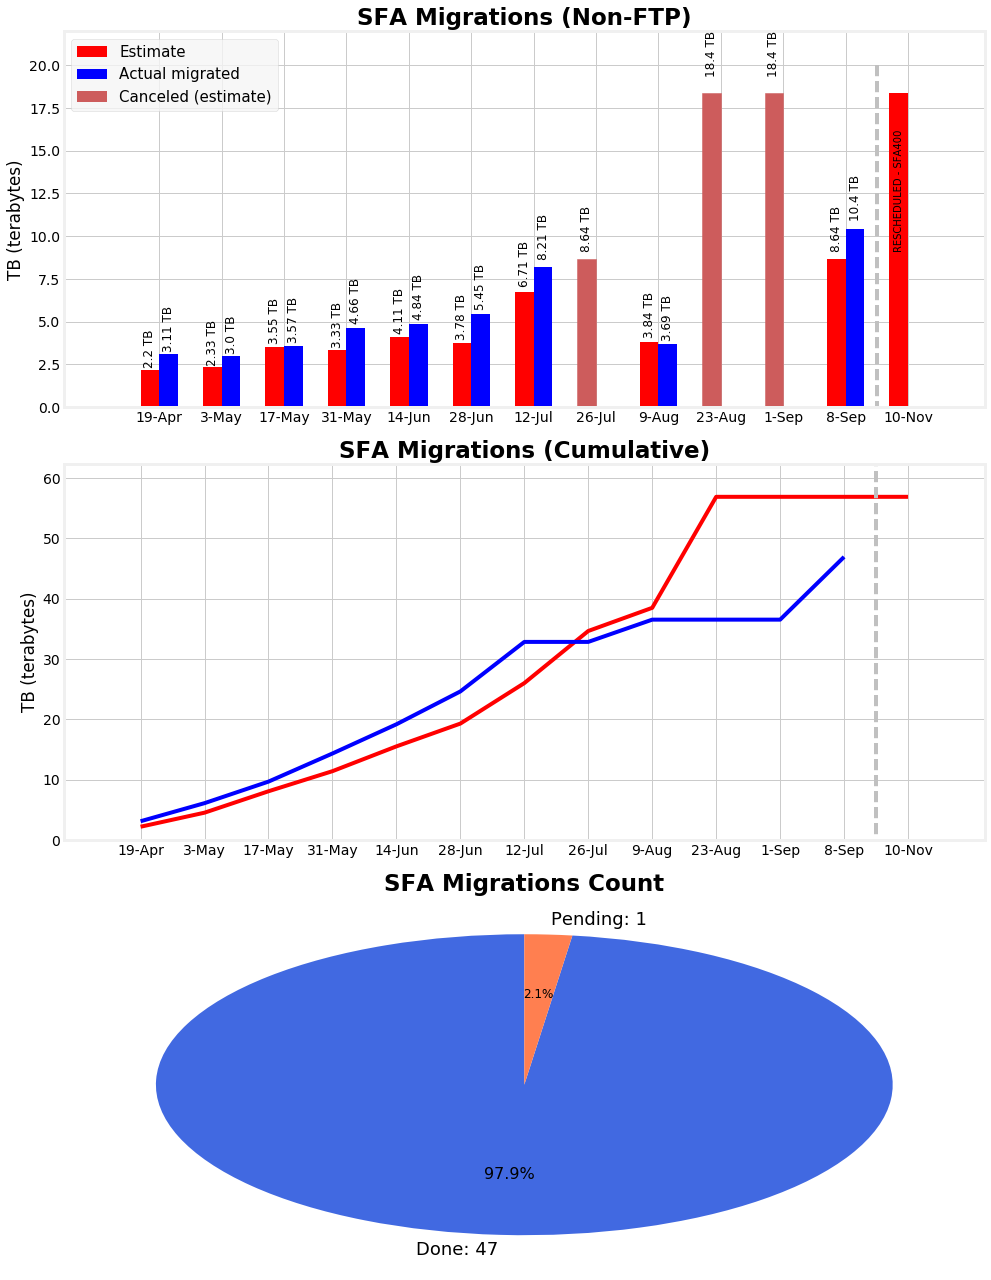 SFA Migrations (Non-FTP)
Estimate
Actual migrated
Canceled (estimate)
TB (terabytes)
20.0
17.5
15.0
12.5
10.0
7.5
5.0
2.5
0.0
2.2 TB
3.11 TB
2.33 TB
3.0 TB
3.55 TB
3.57 TB
3.33 TB
4.66 TB
4.11 TB
4.84 TB
3.78 TB
5.45 TB
6.71 TB
8.21 TB
8.64 TB
3.84 TB
3.69 TB
18.4 TB
18.4 TB
8.64 TB
10.4 TB
RESCHEDULED - SFA400
19-Apr 3-May 17-May 31-May 14-Jun 28-Jun 12-Jul 26-Jul 9-Aug 23-Aug 1-Sep 8-Sep 10-Nov
SFA Migrations (Cumulative)
TB (terabytes)
60
50
40
30
20
10
0
19-Apr 3-May 17-May 31-May 14-Jun 28-Jun 12-Jul 26-Jul 9-Aug 23-Aug 1-Sep 8-Sep 10-Nov
SFA Migrations Count
Pending: 1
2.1%
97.9%
Done: 47